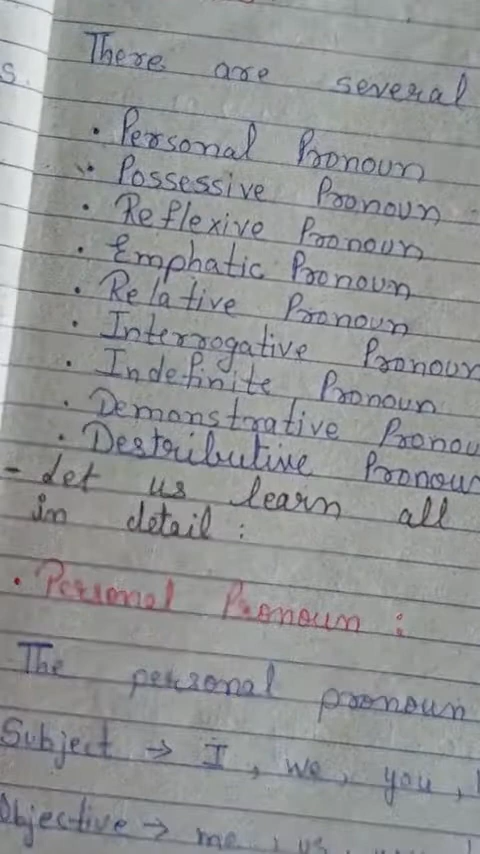 There are several
s.
• Personal Pronoun
• Possessive Pronoun
• Reflexive Pronoun
• Emphatic Pronoun
• Relative Pronoun
• Interrogative Pronoun
• Indefinite Pronoun
• Demonstrative Pronou
• Destributive Pronoun
- Let us learn all
in detail :
• Personal Pronoun :
The personal pronoun
Subject → I, we, you,
Objective → me, us,